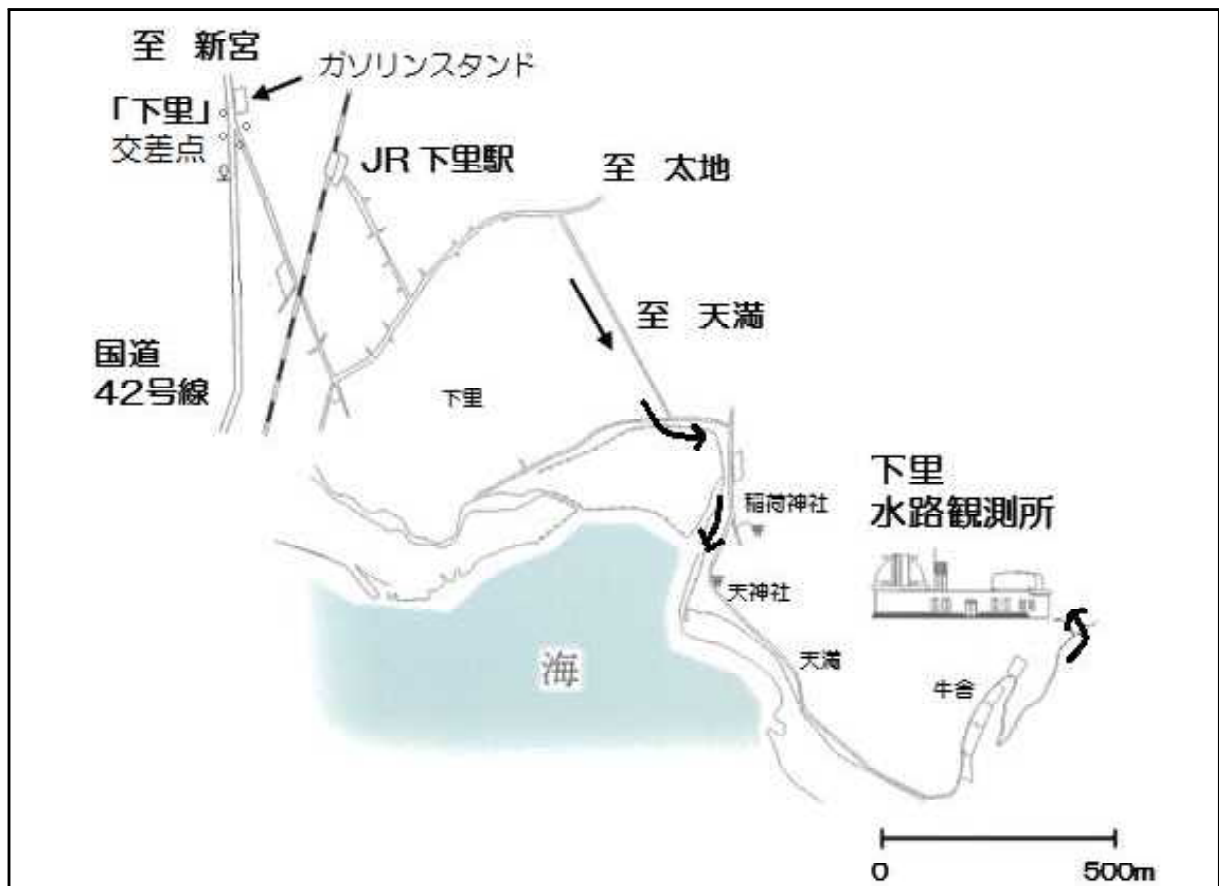 至 新宮
ガソリンスタンド
「下里」
交差点
JR 下里駅
至 太地
至 天満
国道
42号線
下里
下里
水路観測所
稲荷神社
天神社
海
天満
牛舎
0 500m